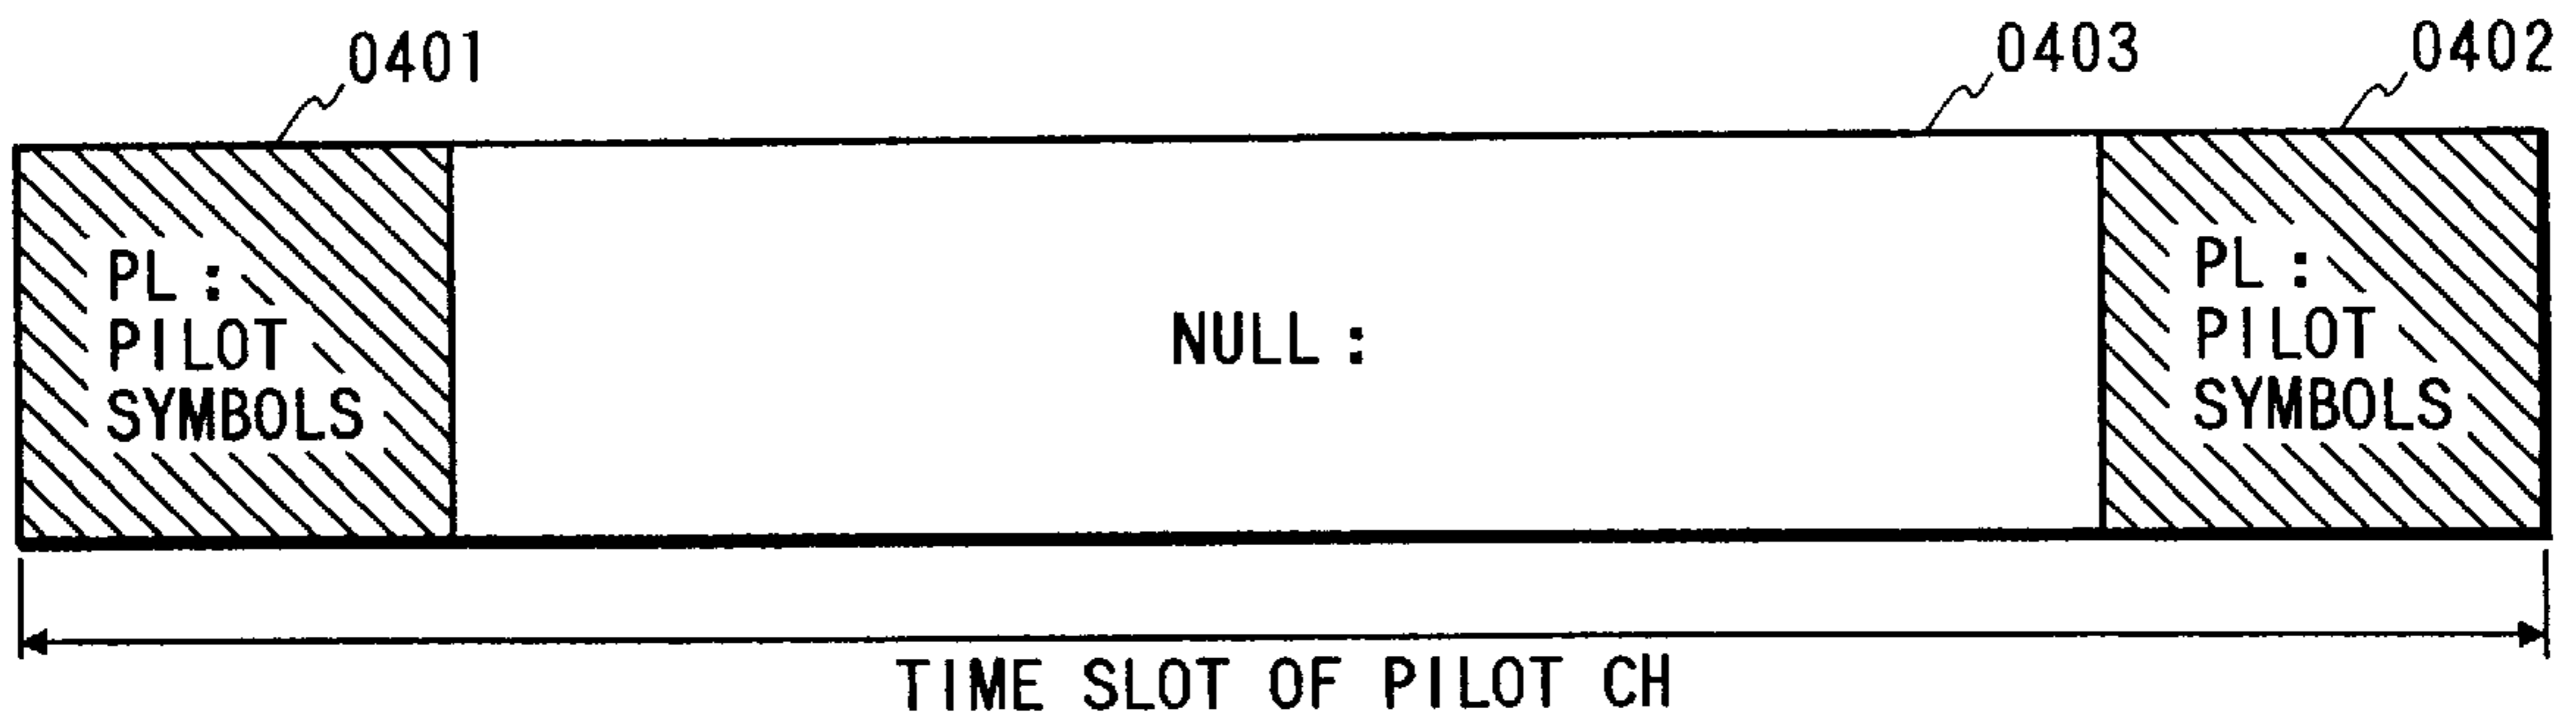 0401
0403
0402
PL :
PILOT
SYMBOLS
NULL :
PL :
PILOT
SYMBOLS
TIME SLOT OF PILOT CH